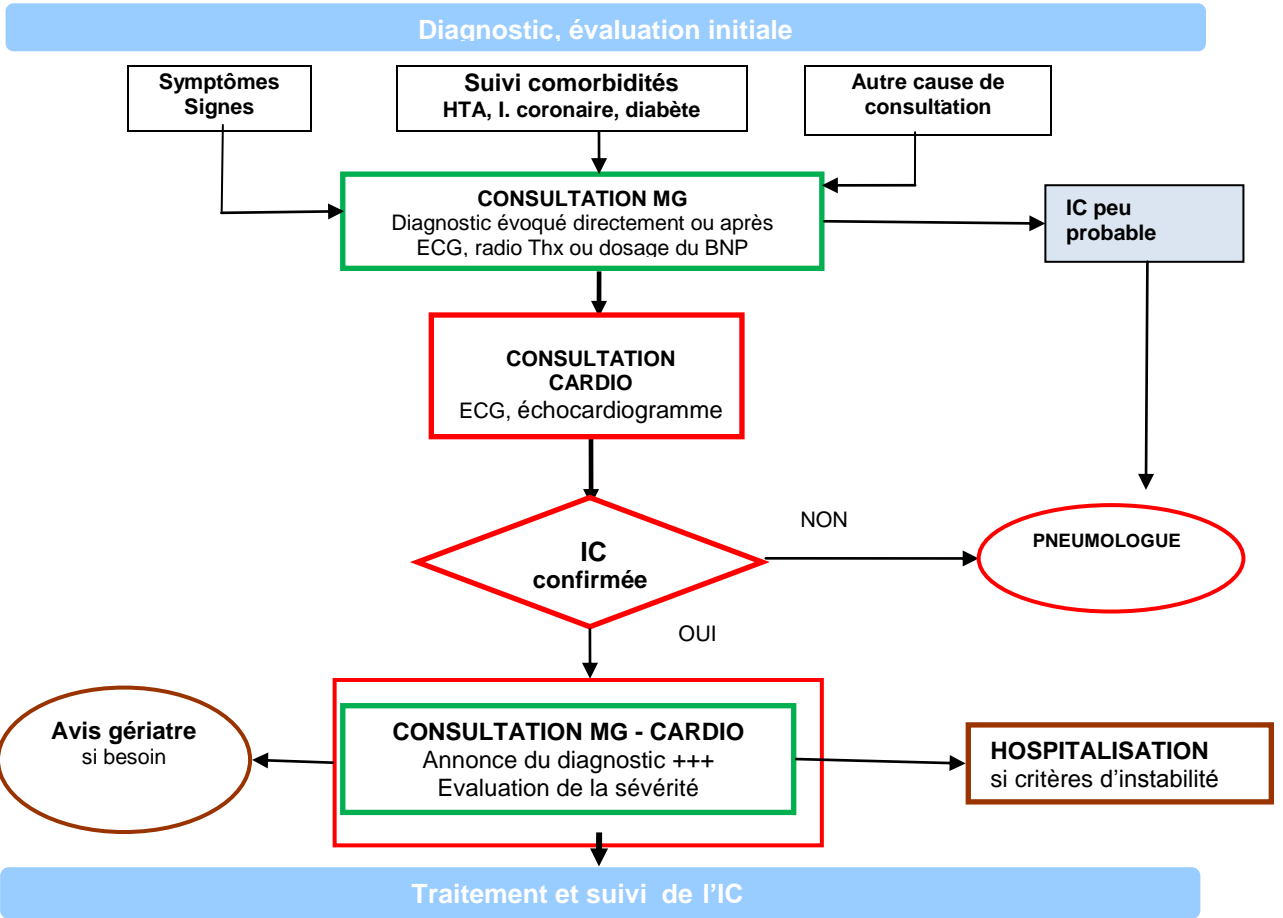 Diagnostic, évaluation initiale
Symptômes
Signes
Suivi comorbidités
HTA, I. coronaire, diabète
Autre cause de
consultation
CONSULTATION MG
Diagnostic évoqué directement ou après
ECG, radio Thx ou dosage du BNP
IC peu
probable
CONSULTATION
CARDIO
ECG, échocardiogramme
NON
IC
confirmée
PNEUMOLOGUE
OUI
Avis gériatre
si besoin
CONSULTATION MG - CARDIO
Annonce du diagnostic +++
Evaluation de la sévérité
HOSPITALISATION
si critères d’instabilité
Traitement et suivi de l’IC